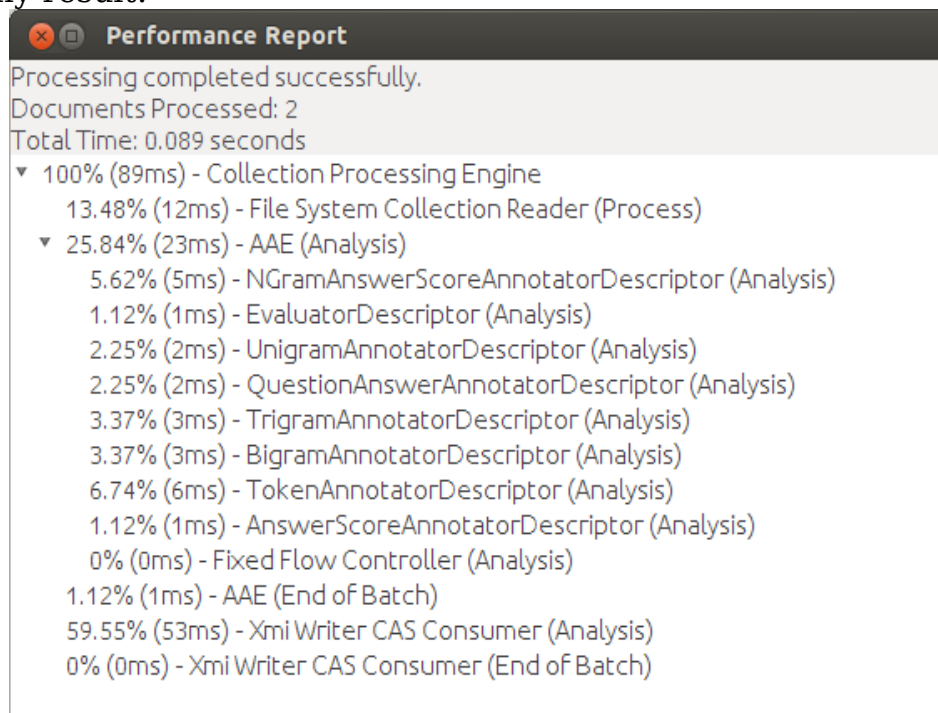 Performance Report
Processing completed successfully.
Documents Processed: 2
Total Time: 0.089 seconds
100% (89ms) - Collection Processing Engine
13.48% (12ms) - File System Collection Reader (Process)
25.84% (23ms) - AAE (Analysis)
5.62% (5ms) - NGramAnswerScoreAnnotatorDescriptor (Analysis)
1.12% (1ms) - EvaluatorDescriptor (Analysis)
2.25% (2ms) - UnigramAnnotatorDescriptor (Analysis)
2.25% (2ms) - QuestionAnswerAnnotatorDescriptor (Analysis)
3.37% (3ms) - TrigramAnnotatorDescriptor (Analysis)
3.37% (3ms) - BigramAnnotatorDescriptor (Analysis)
6.74% (6ms) - TokenAnnotatorDescriptor (Analysis)
1.12% (1ms) - AnswerScoreAnnotatorDescriptor (Analysis)
0% (0ms) - Fixed Flow Controller (Analysis)
1.12% (1ms) - AAE (End of Batch)
59.55% (53ms) - Xmi Writer CAS Consumer (Analysis)
0% (0ms) - Xmi Writer CAS Consumer (End of Batch)